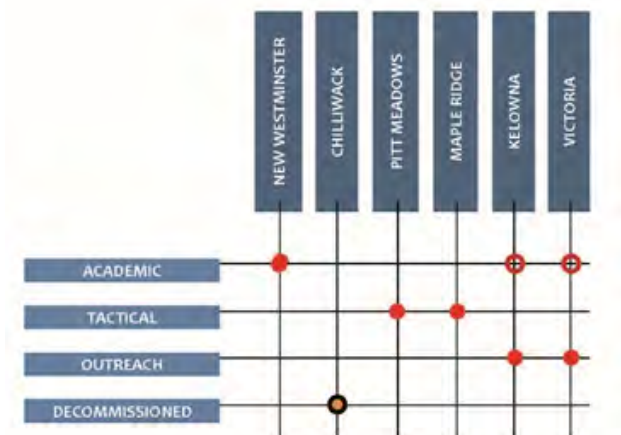 NEW WESTMINSTER
CHILLIWACK
PITT MEADOWS
MAPLE RIDGE
KELOWNA
VICTORIA
ACADEMIC
TACTICAL
OUTREACH
DECOMMISSIONED